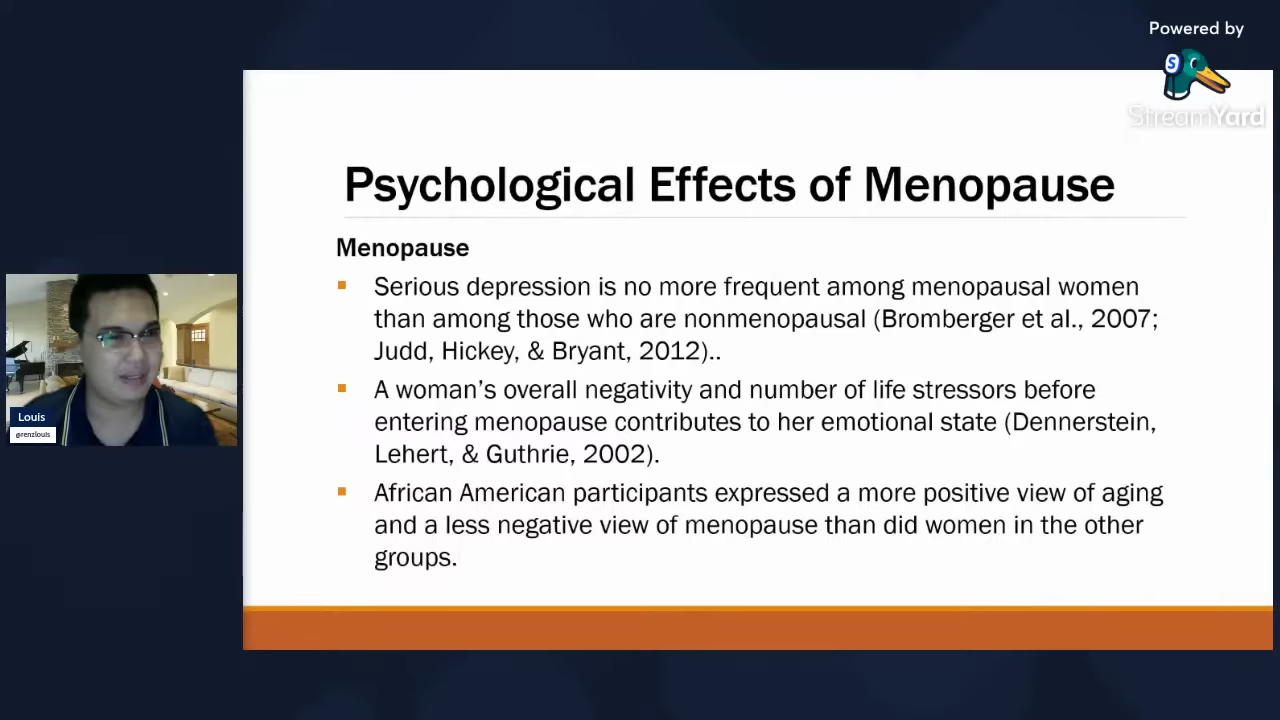 Powered by
StreamYard
Psychological Effects of Menopause
Menopause
Serious depression is no more frequent among menopausal women
than among those who are nonmenopausal (Bromberger et al., 2007;
Judd, Hickey, & Bryant, 2012)..
A woman’s overall negativity and number of life stressors before
entering menopause contributes to her emotional state (Dennerstein,
Lehert, & Guthrie, 2002).
African American participants expressed a more positive view of aging
and a less negative view of menopause than did women in the other
groups.
Louis
@renzlouis